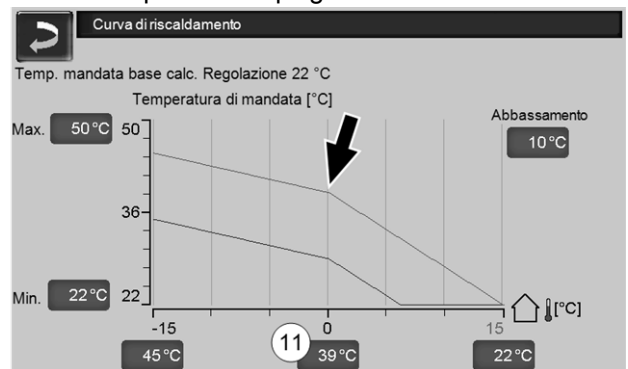 Curva di riscaldamento
Temp. mandata base calc. Regolazione 22 °C
Temperatura di mandata [°C]
Abbassamento
Max. 50°C 50
10°C
36
Min. 22°C 22
[°C]
-15 0 15
45°C 11 39°C 22°C